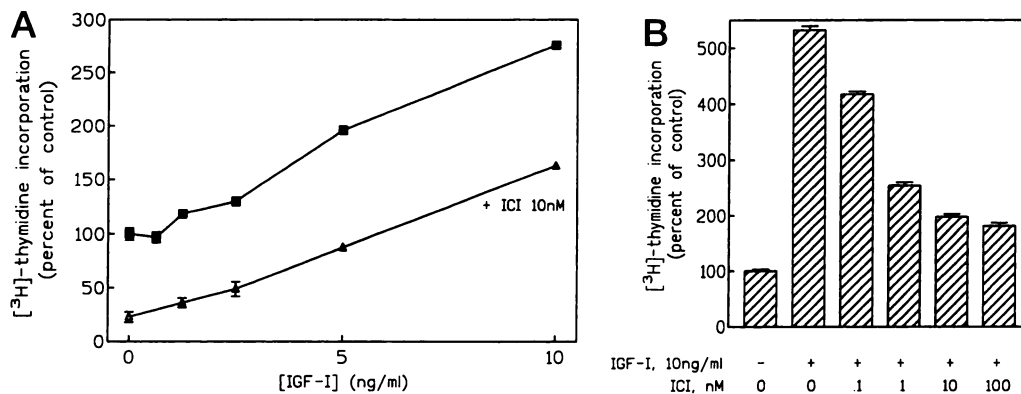 A
[³H]-thymidine incorporation
(percent of control)
300
250
200
150
100
50
0
+ ICI 10nM
0
5
10
[IGF-I] (ng/ml)
B
[³H]-thymidine incorporation
(percent of control)
500
400
300
200
100
0
IGF-I, 10ng/ml - + + + + +
ICI, nM 0 0 .1 1 10 100